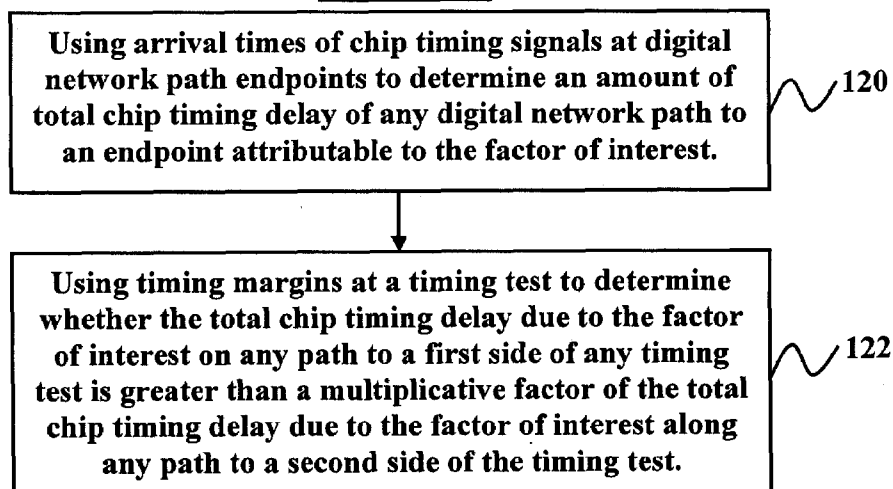 Using arrival times of chip timing signals at digital
network path endpoints to determine an amount of
total chip timing delay of any digital network path to
an endpoint attributable to the factor of interest.
120
Using timing margins at a timing test to determine
whether the total chip timing delay due to the factor
of interest on any path to a first side of any timing
test is greater than a multiplicative factor of the total
chip timing delay due to the factor of interest along
any path to a second side of the timing test.
122